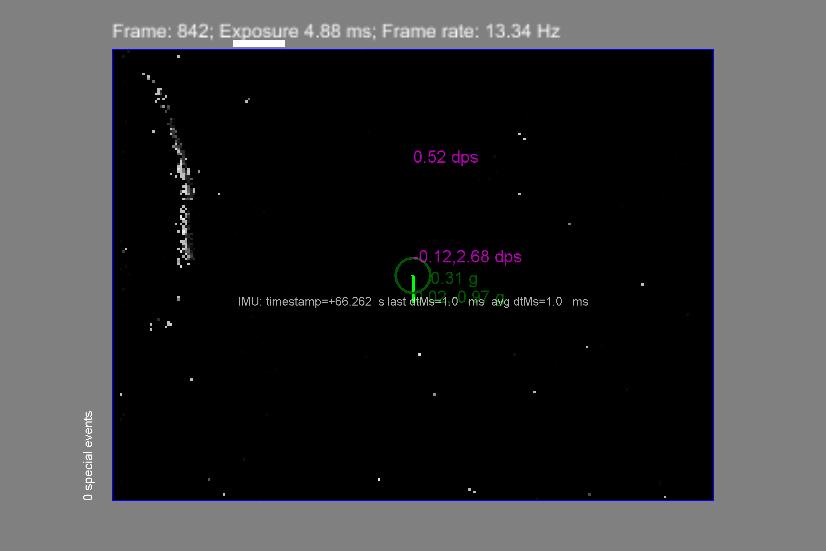 Frame: 842; Exposure 4.88 ms; Frame rate: 13.34 Hz
0.52 dps
-0.12,2.68 dps
0.31 g
IMU: timestamp=+66.262 s last dtMs=1.0 ms avg dtMs=1.0 ms
0 special events